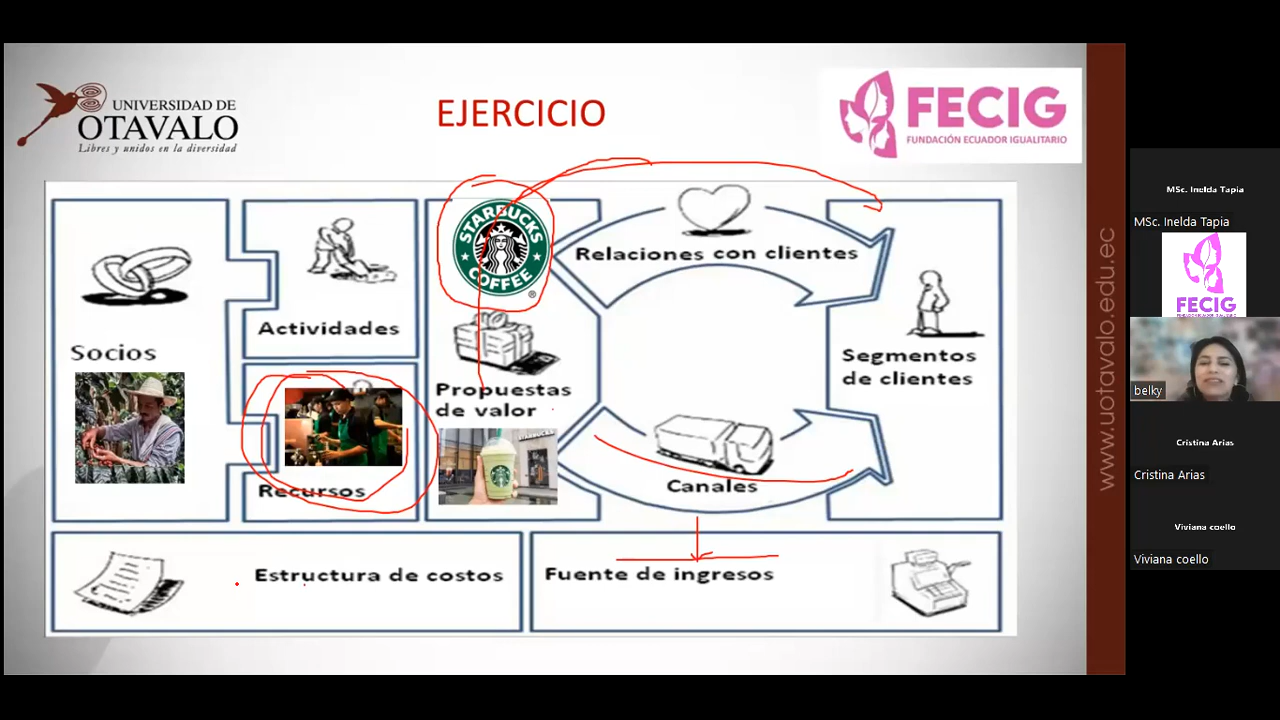 UNIVERSIDAD DE
OTAVALO
Libres y unidos en la diversidad
EJERCICIO
FECIG
FUNDACIÓN ECUADOR IGUALITARIO
Socios
Actividades
Recursos
STARBUCKS
COFFEE
®
Propuestas
de valor
Relaciones con clientes
Canales
Segmentos
de clientes
Estructura de costos
Fuente de ingresos
www.uotavalo.edu.ec
MSc. Inelda Tapia
MSc. Inelda Tapia
FECIG
belky
Cristina Arias
Cristina Arias
Viviana coello
Viviana coello